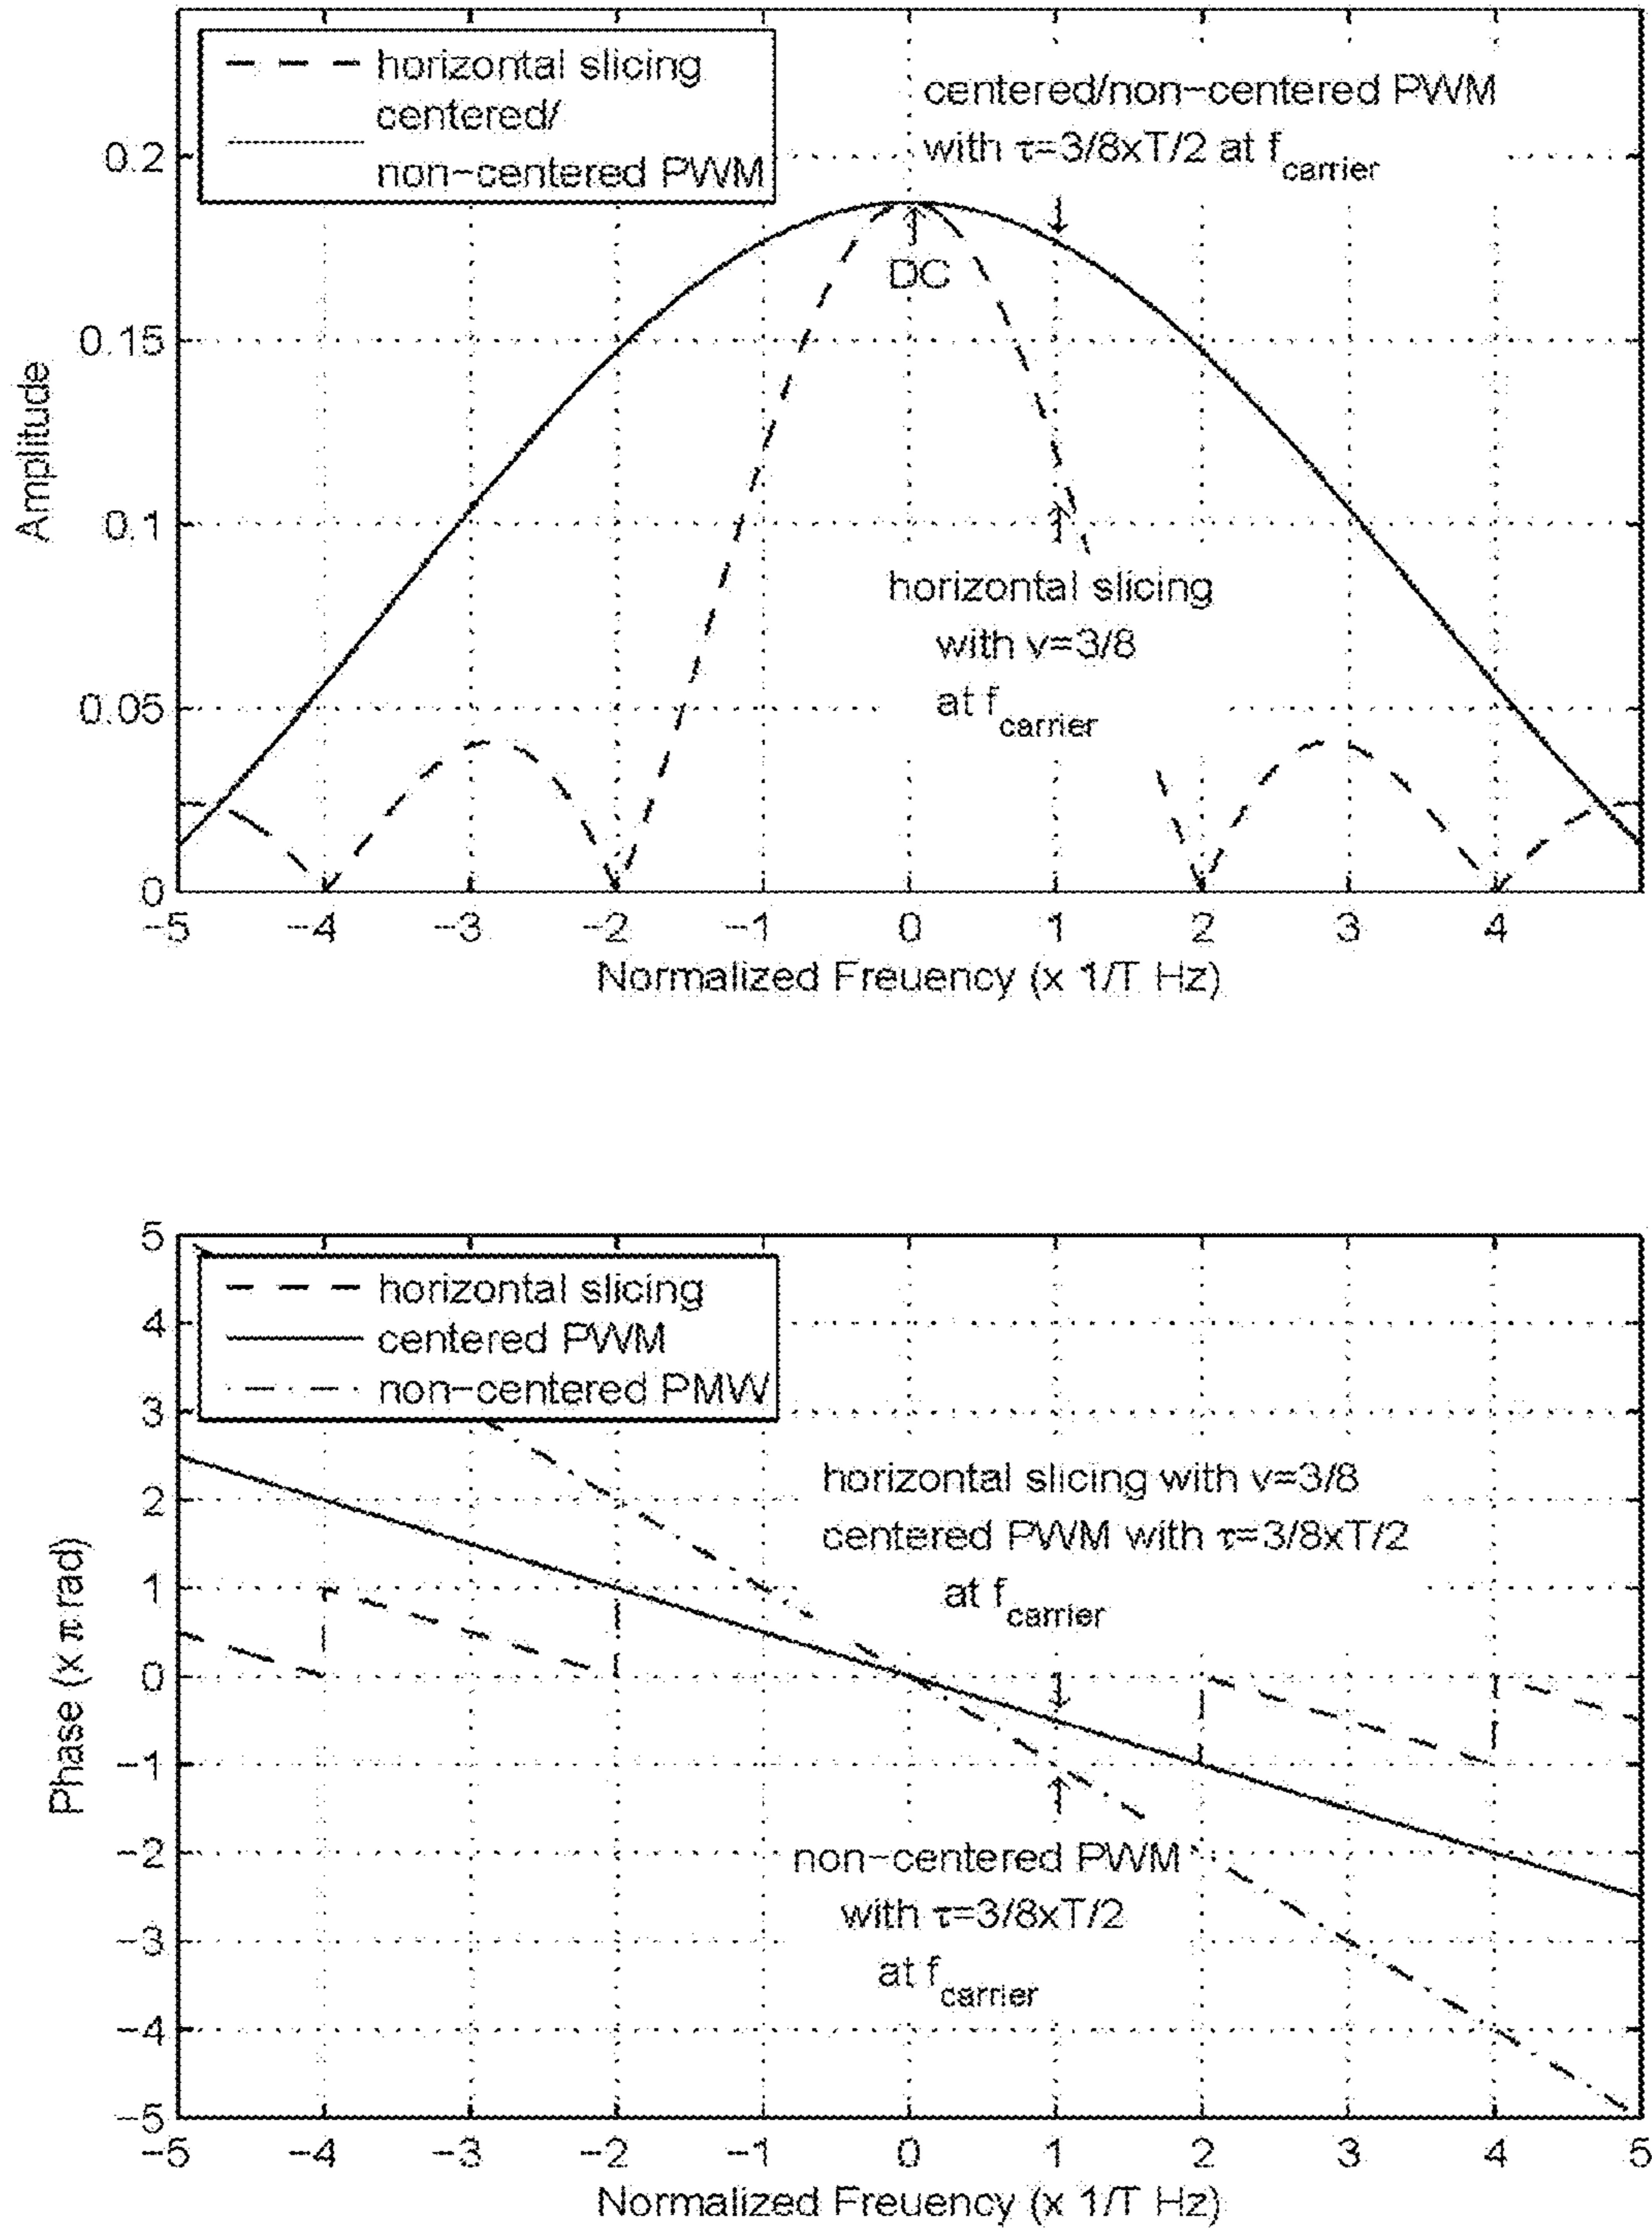 horizontal slicing
centered/
non-centered PWM
centered/non-centered PWM
with τ=3/8xT/2 at fcarrier
DC
horizontal slicing
with v=3/8
at fcarrier
Amplitude
0.2
0.15
0.1
0.05
0
-5 -4 -3 -2 -1 0 1 2 3 4
Normalized Freuency (x 1/T Hz)
horizontal slicing
centered PWM
non-centered PMW
horizontal slicing with v=3/8
centered PWM with τ=3/8xT/2
at fcarrier
non-centered PWM
with τ=3/8xT/2
at fcarrier
Phase (x π rad)
5
4
3
2
1
0
-1
-2
-3
-4
-5
-5 -4 -3 -2 -1 0 1 2 3 4 5
Normalized Freuency (x 1/T Hz)